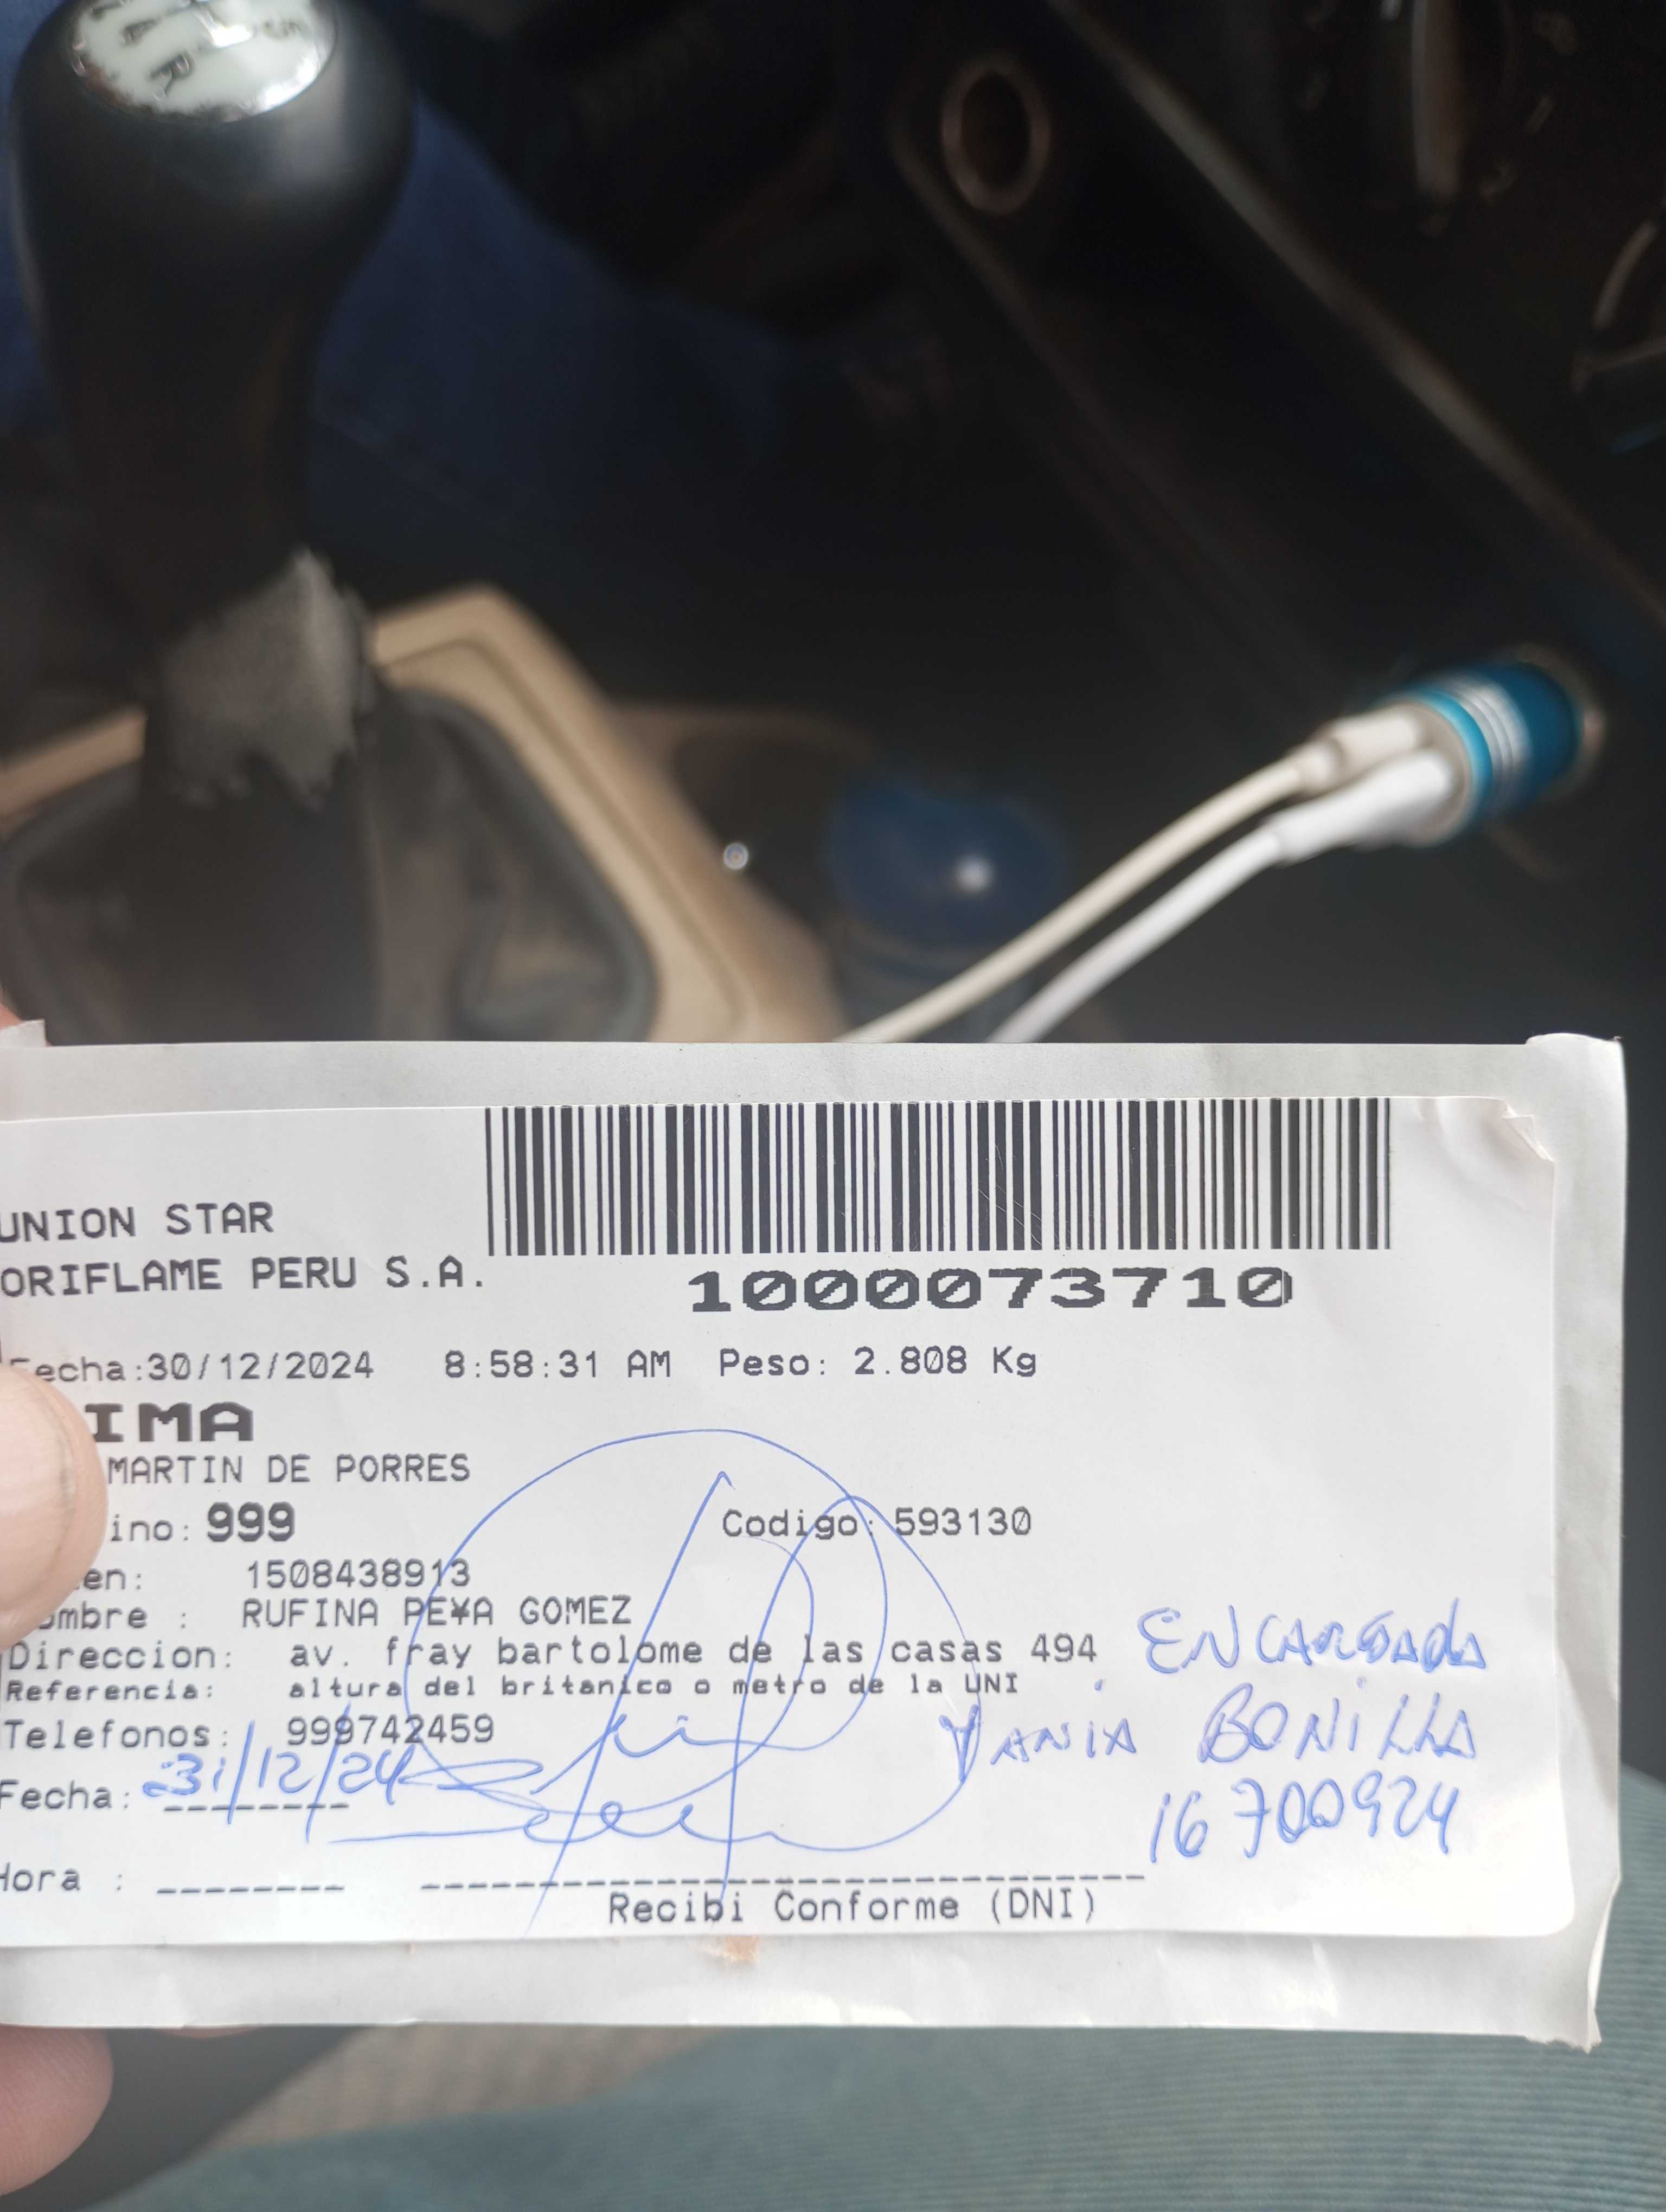 R
UNION STAR
ORIFLAME PERU S.A.
1000073710
Fecha:30/12/2024 8:58:31 AM Peso: 2.808 Kg
IMA
MARTIN DE PORRES
ino: 999 Codigo: 593130
en: 1508438913
ombre : RUFINA PE¥A GOMEZ
Direccion: av. fray bartolome de las casas 494
Referencia: altura del britanico o metro de la UNI
Telefonos: 999742459
ENCARGADA
VANIA BONILLA
16700924
Fecha: 31/12/24
Hora :
Recibi Conforme (DNI)